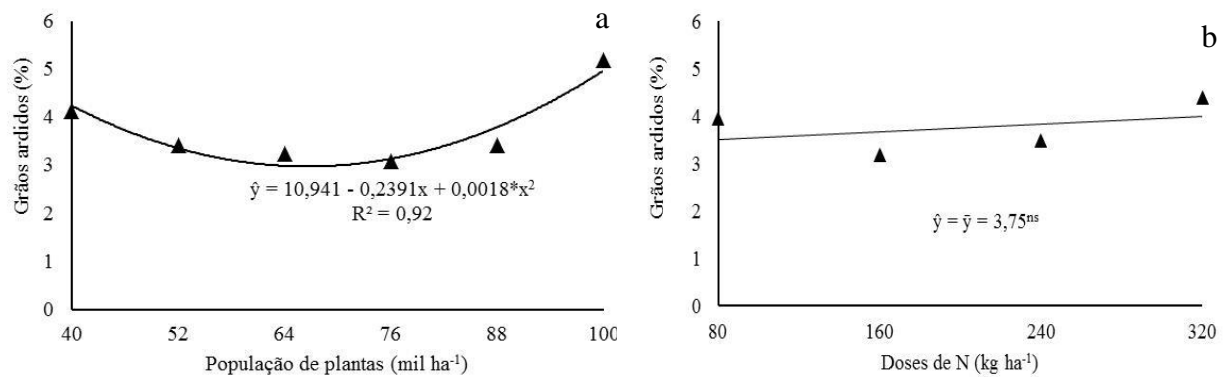 a
Grãos ardidos (%)
6
5
4
3
2
1
0
ŷ = 10,941 - 0,2391x + 0,0018*x²
R² = 0,92
40 52 64 76 88 100
População de plantas (mil ha⁻¹)
b
Grãos ardidos (%)
6
5
4
3
2
1
0
ŷ = ȳ = 3,75ⁿˢ
80 160 240 320
Doses de N (kg ha⁻¹)